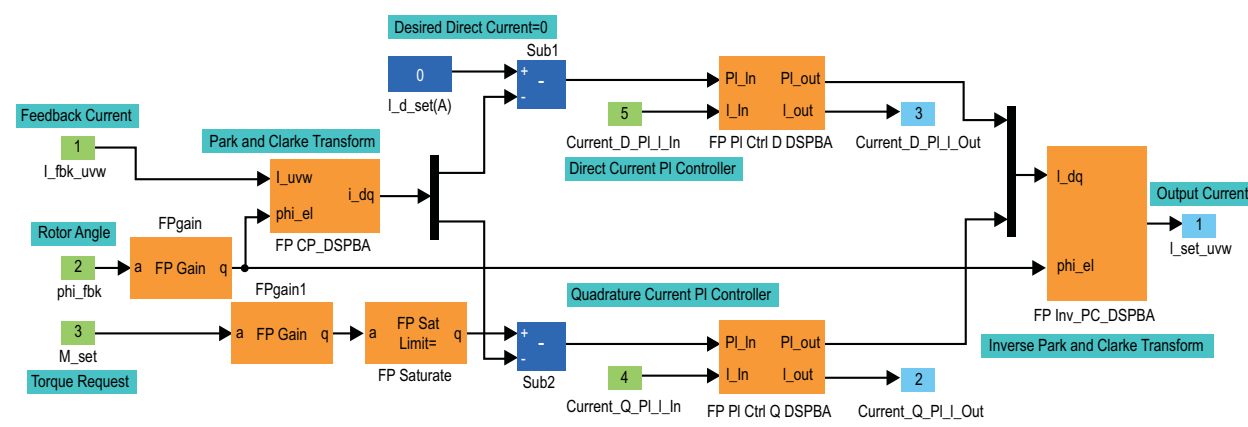 Desired Direct Current=0
Sub1
0
+
-
-
I_d_set(A)
PI_In
PI_out
I_In
I_out
FP PI Ctrl D DSPBA
5
Current_D_PI_I_In
3
Current_D_PI_I_Out
Direct Current PI Controller
Feedback Current
1
I_fbk_uvw
Park and Clarke Transform
I_uvw
i_dq
phi_el
FP CP_DSPBA
Rotor Angle
2
phi_fbk
FPgain
a
FP Gain
q
I_dq
phi_el
FP Inv_PC_DSPBA
Inverse Park and Clarke Transform
Output Current
1
I_set_uvw
FPgain1
3
M_set
Torque Request
a
FP Gain
q
a
FP Sat
Limit=
q
FP Saturate
+
-
-
Sub2
Quadrature Current PI Controller
PI_In
PI_out
I_In
I_out
FP PI Ctrl Q DSPBA
4
Current_Q_PI_I_In
2
Current_Q_PI_I_Out